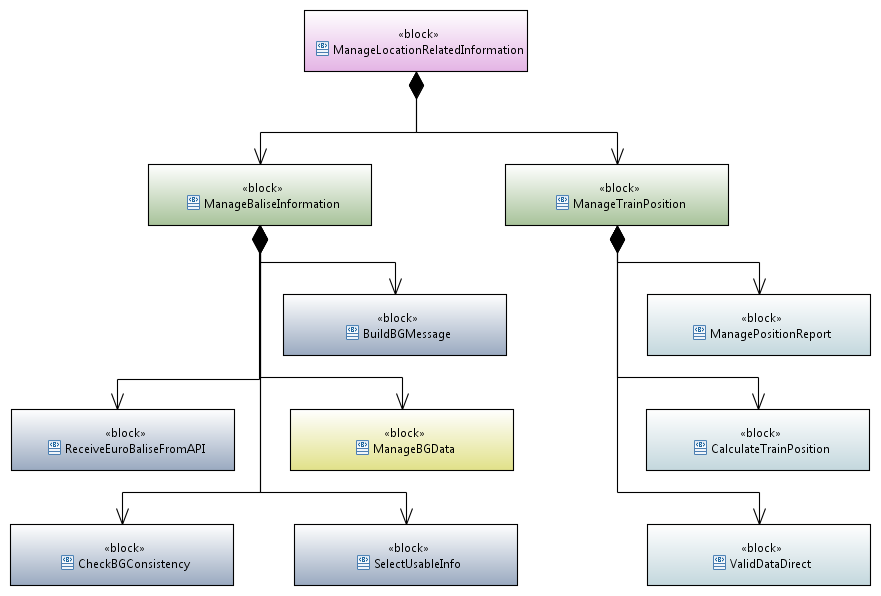 «block»
ManageLocationRelatedInformation
«block»
ManageBaliseInformation
«block»
ManageTrainPosition
«block»
BuildBGMessage
«block»
ManagePositionReport
«block»
ReceiveEuroBaliseFromAPI
«block»
ManageBGData
«block»
CalculateTrainPosition
«block»
CheckBGConsistency
«block»
SelectUsableInfo
«block»
ValidDataDirect